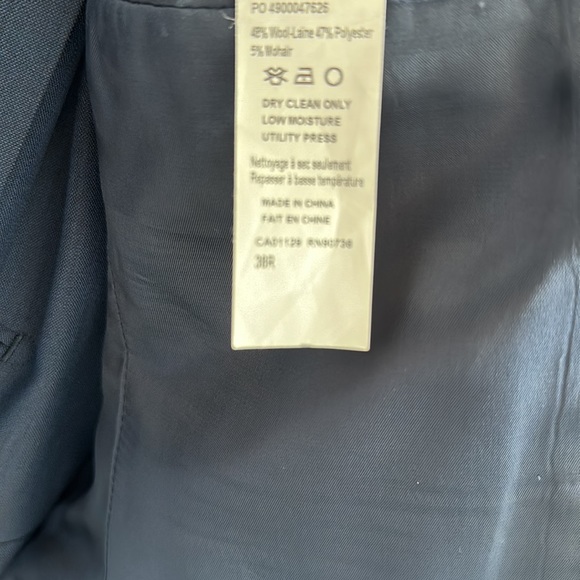 PO 4900047626
48% Wool-Laine 47% Polyester
5% Mohair
DRY CLEAN ONLY
LOW MOISTURE
UTILITY PRESS
Nettoyage à sec seulement
Repasser à basse température
MADE IN CHINA
FAIT EN CHINE
CA01129 RN90736
38R